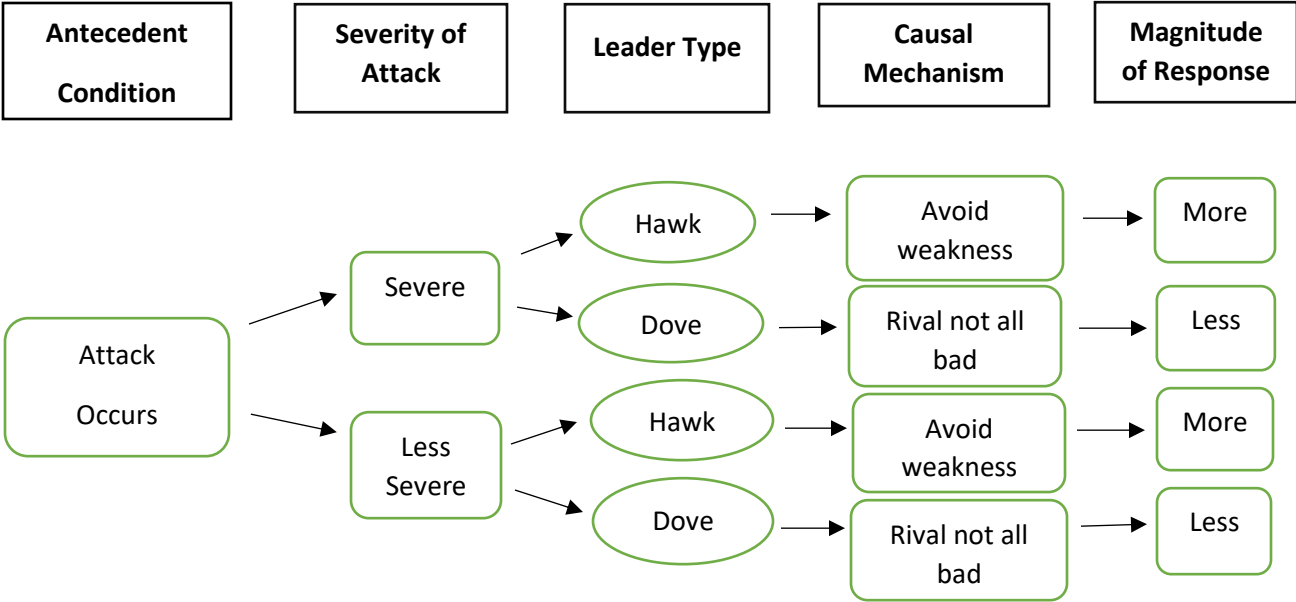 Antecedent
Condition
Severity of
Attack
Leader Type
Causal
Mechanism
Magnitude
of Response
Attack
Occurs
Severe
Less
Severe
Hawk
Dove
Hawk
Dove
Avoid
weakness
Rival not all
bad
Avoid
weakness
Rival not all
bad
More
Less
More
Less